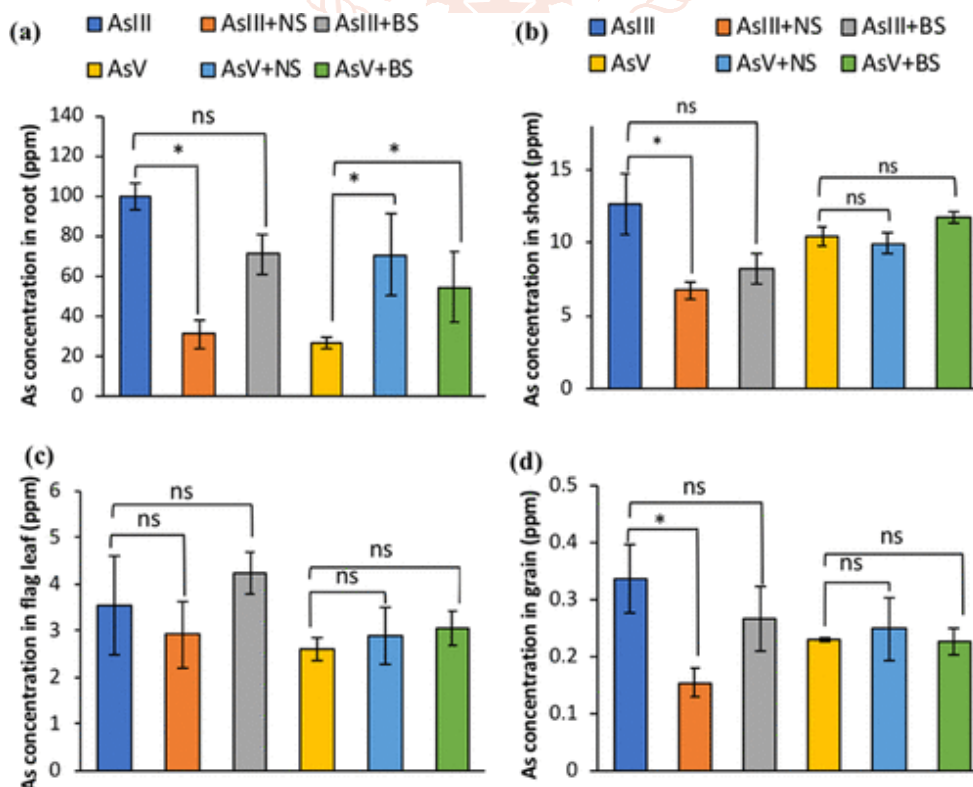 (a)
AsIII AsIII+NS AsIII+BS
AsV AsV+NS AsV+BS
As concentration in root (ppm)
140
120
100
80
60
40
20
0
ns
*
*
*
(b)
AsIII AsIII+NS AsIII+BS
AsV AsV+NS AsV+BS
As concentration in shoot (ppm)
15
10
5
0
ns
*
ns
ns
(c)
As concentration in flag leaf (ppm)
6
5
4
3
2
1
0
ns
ns
ns
ns
(d)
As concentration in grain (ppm)
0.5
0.4
0.3
0.2
0.1
0
ns
*
ns
ns